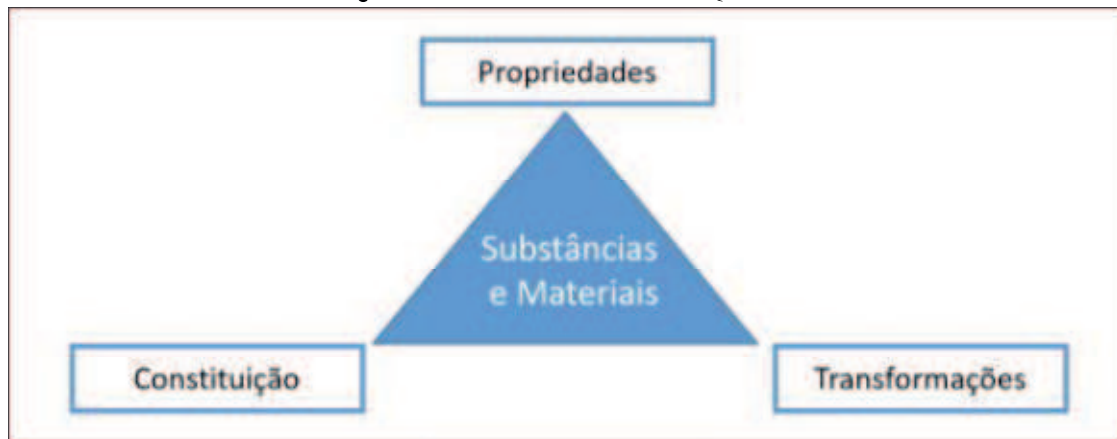 Propriedades
Substâncias
e Materiais
Constituição
Transformações